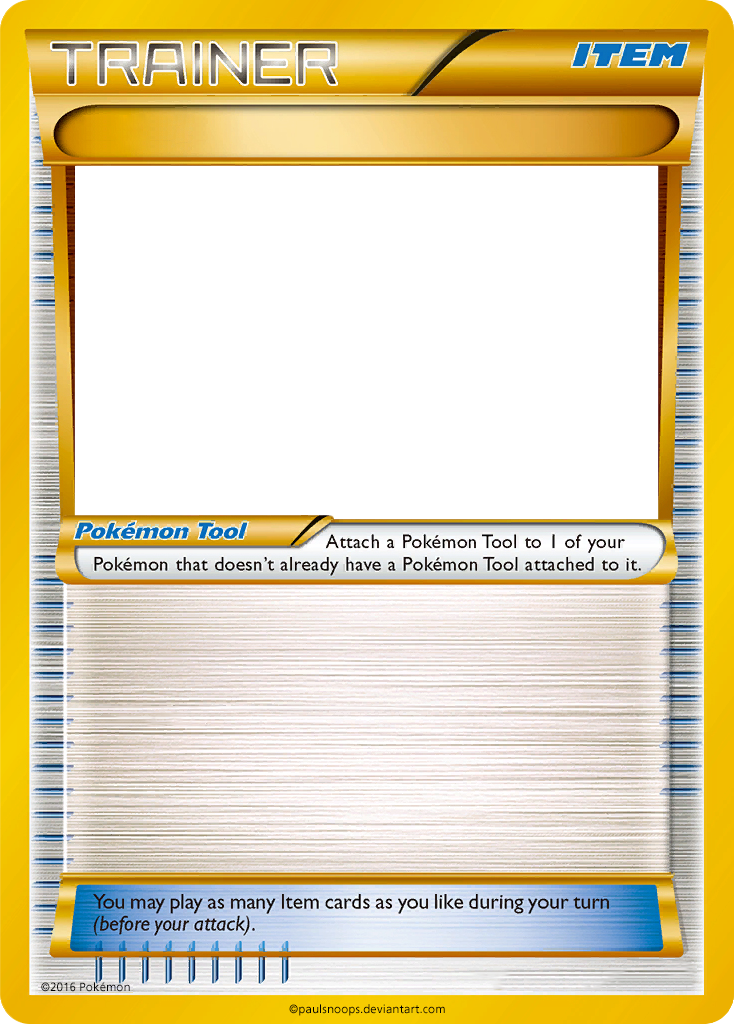 TRAINER
ITEM
Pokémon Tool
Attach a Pokémon Tool to 1 of your
Pokémon that doesn't already have a Pokémon Tool attached to it.
You may play as many Item cards as you like during your turn
(before your attack).
©2016 Pokémon
©paulsnoops.deviantart.com